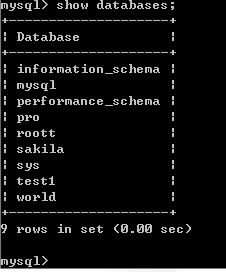 mysql> show databases;
+--------------------+
| Database           |
+--------------------+
| information_schema |
| mysql              |
| performance_schema |
| pro                |
| roott              |
| sakila             |
| sys                |
| test1              |
| world              |
+--------------------+
9 rows in set (0.00 sec)
mysql>